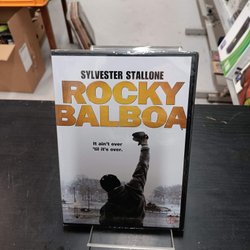 SYLVESTER STALLONE
ROCKY
BALBOA
It ain't over
'til it's over.